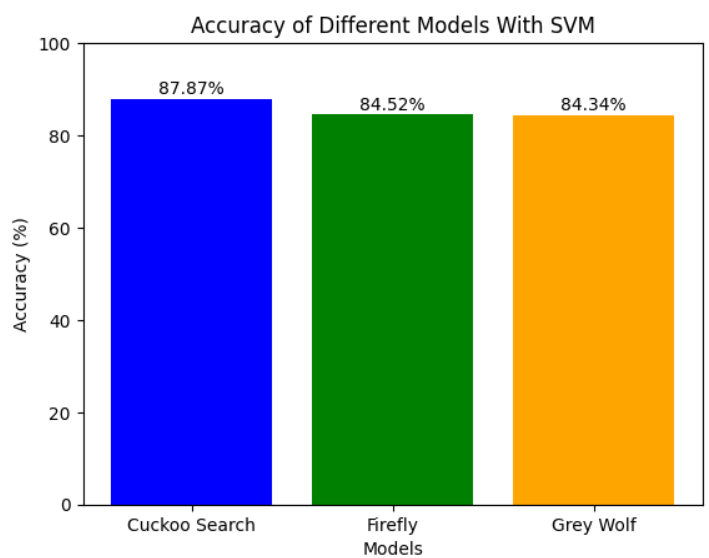 Accuracy of Different Models With SVM
100
80
60
40
20
0
Accuracy (%)
87.87%
84.52%
84.34%
Cuckoo Search
Firefly
Grey Wolf
Models